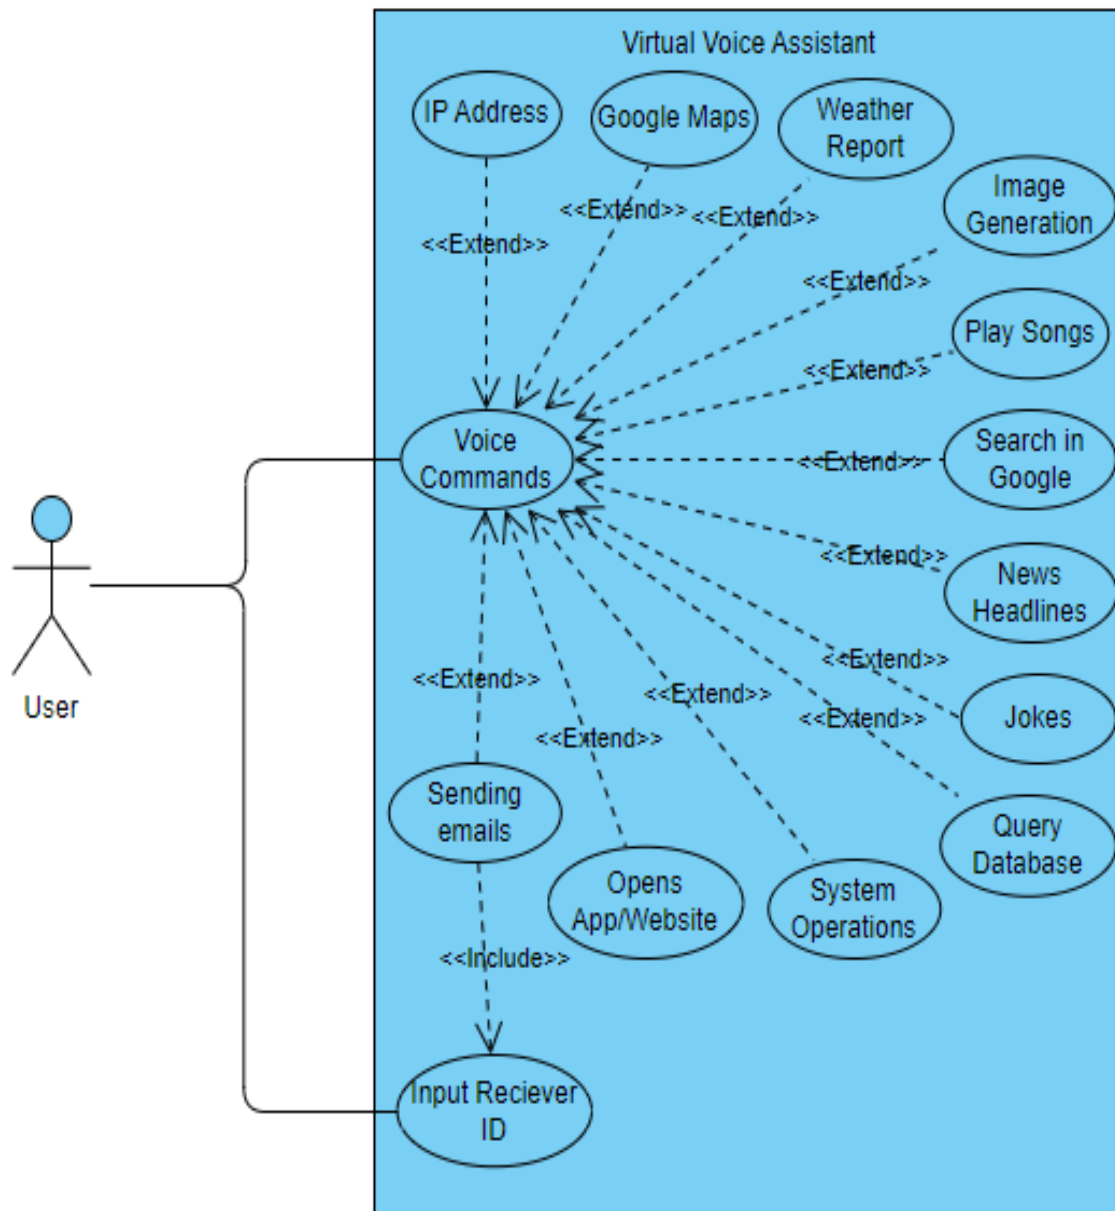 Virtual Voice Assistant
IP Address
Google Maps
Weather
Report
Image
Generation
<<Extend>>
<<Extend>>
<<Extend>>
<<Extend>>
Play Songs
<<Extend>>
Voice
Commands
Search in
Google
<<Extend>>
<<Extend>>
News
Headlines
User
<<Extend>>
<<Extend>>
<<Extend>>
<<Extend>>
<<Extend>>
Jokes
Sending
emails
Query
Database
Opens
App/Website
System
Operations
<<Include>>
Input Reciever
ID